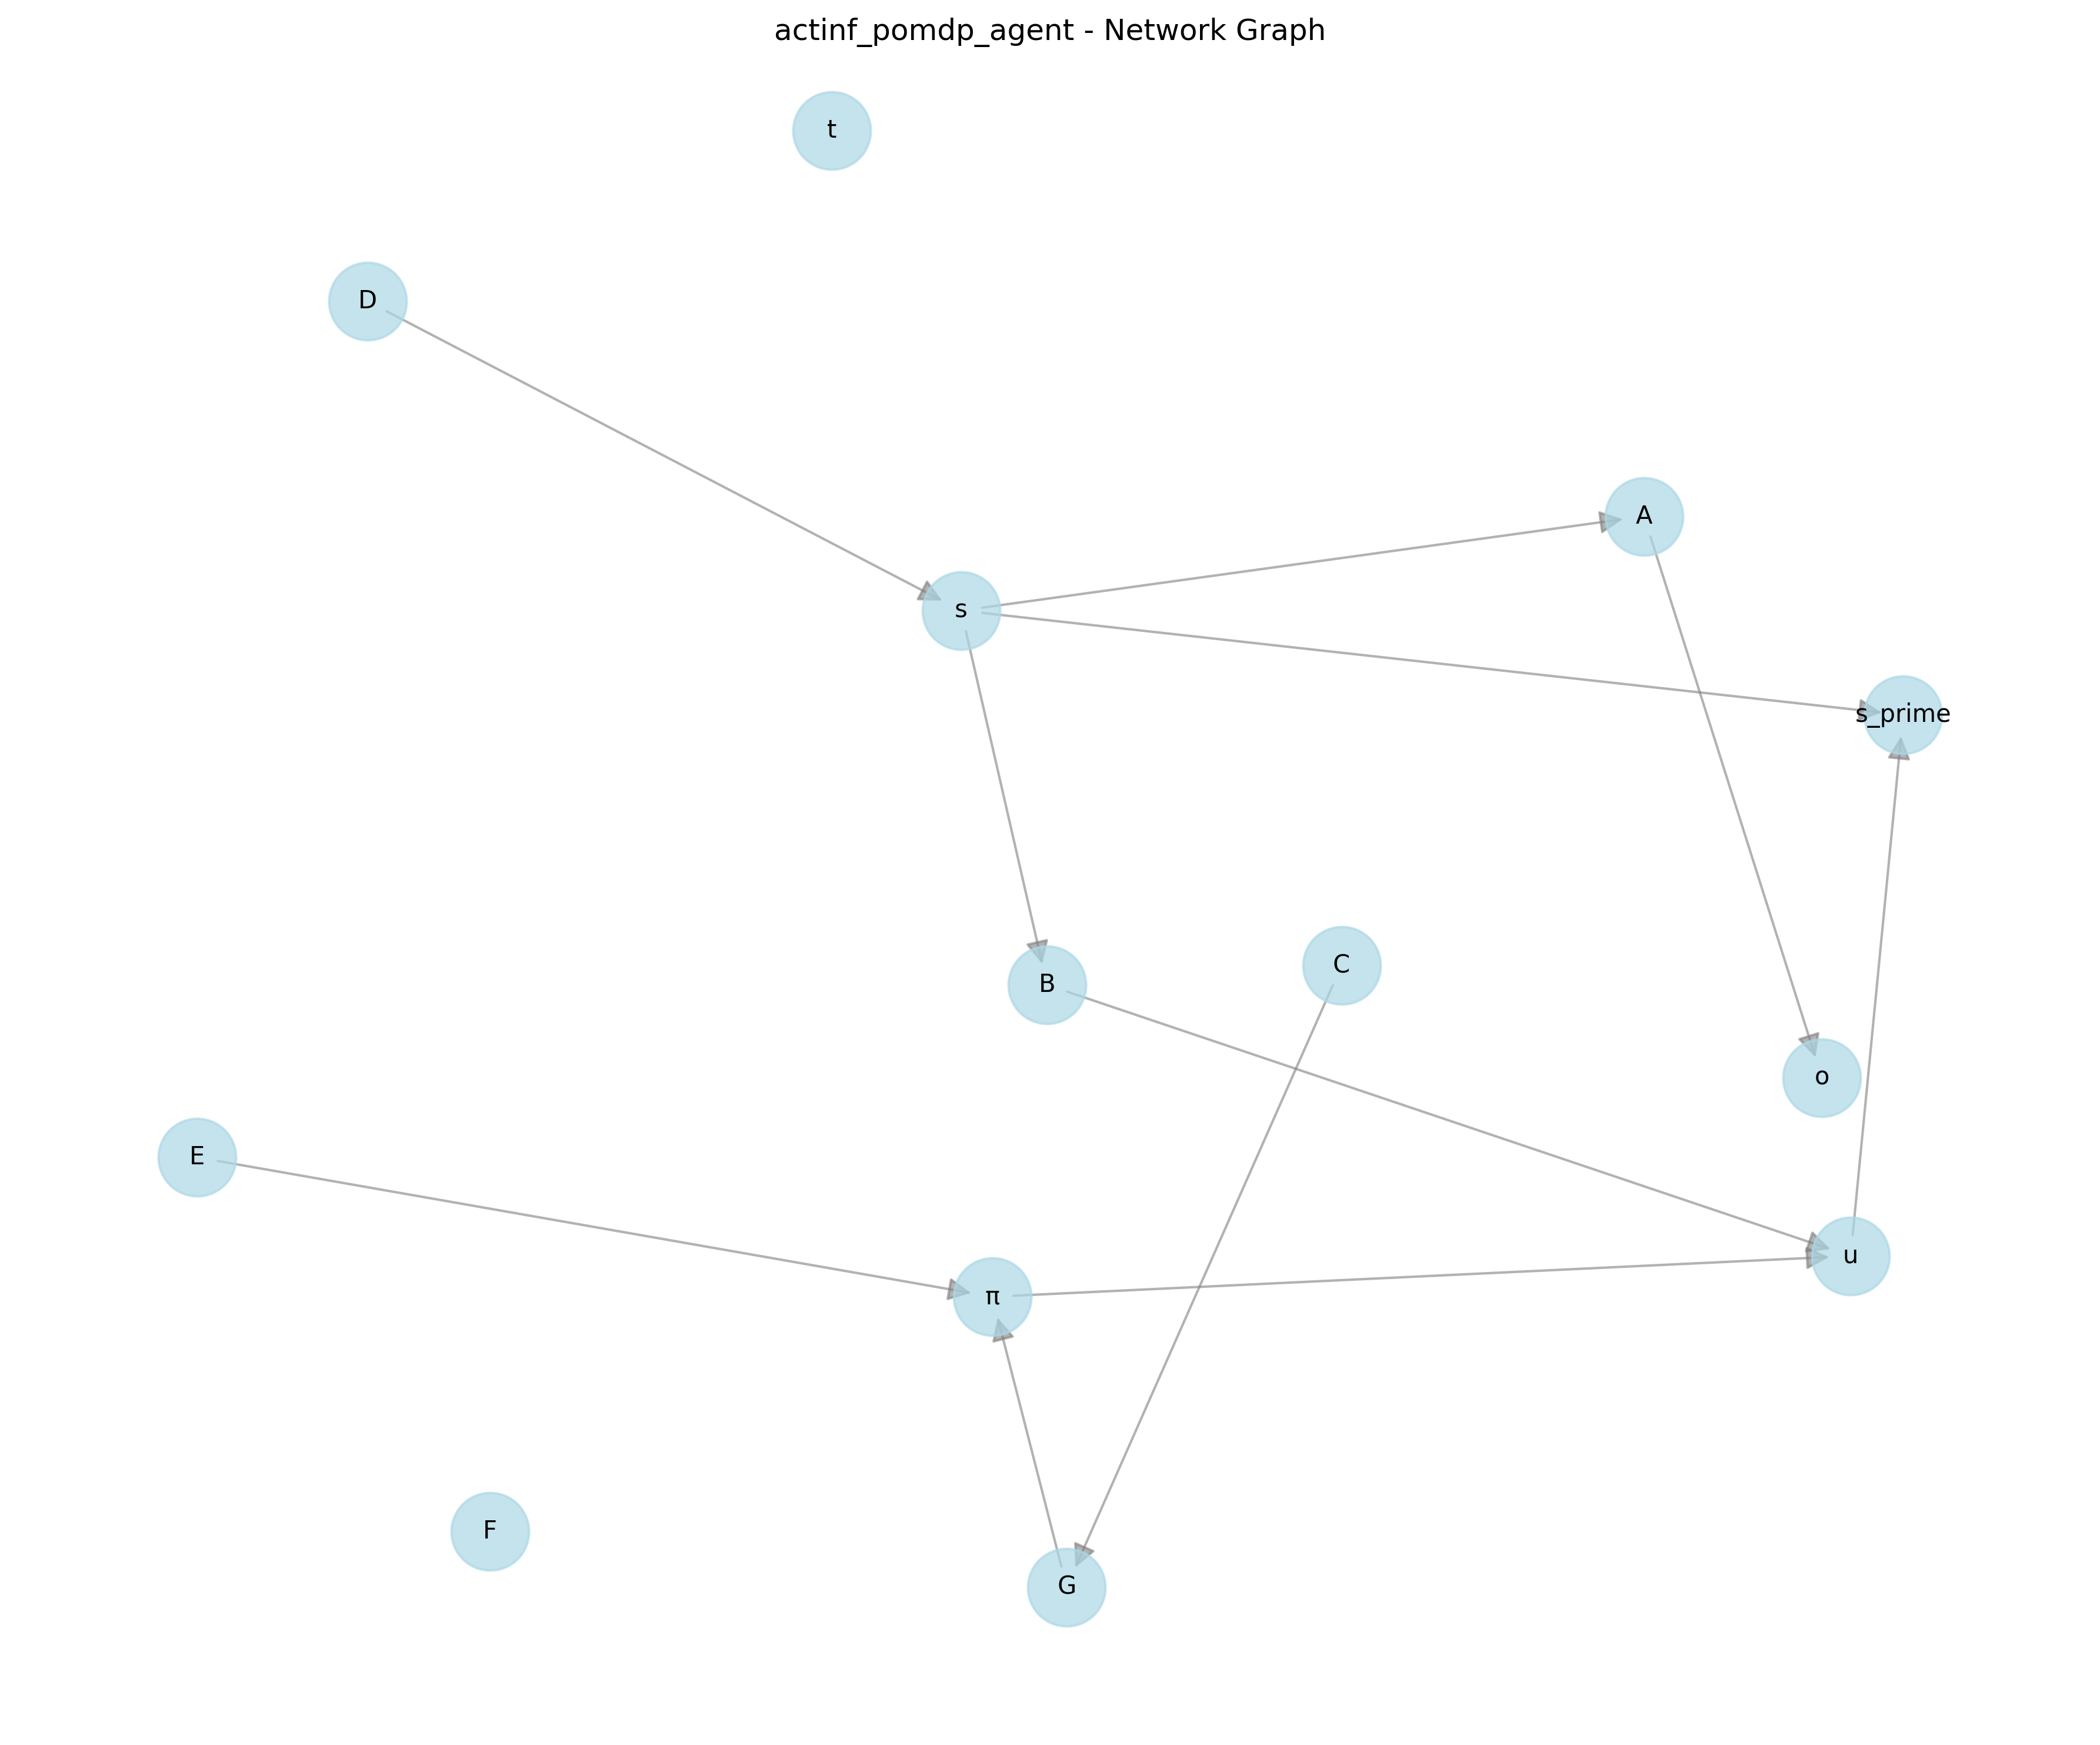 actinf_pomdp_agent - Network Graph
t
D
A
s
s_prime
C
B
o
E
u
π
F
G